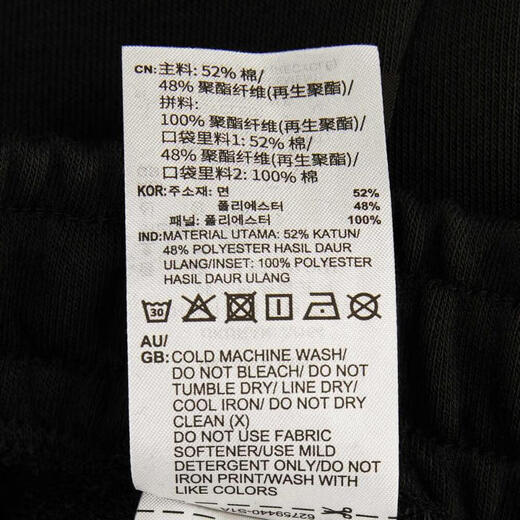 CN: 主料: 52% 棉/
48% 聚酯纤维(再生聚酯)/
拼料:
100% 聚酯纤维(再生聚酯)/
口袋里料1: 52% 棉/
48% 聚酯纤维(再生聚酯)/
口袋里料2: 100% 棉
KOR: 주소재: 면 52%
폴리에스터 48%
패널: 폴리에스터 100%
IND: MATERIAL UTAMA: 52% KATUN/
48% POLYESTER HASIL DAUR
ULANG/INSET: 100% POLYESTER
HASIL DAUR ULANG
30
AU/
GB: COLD MACHINE WASH/
DO NOT BLEACH/ DO NOT
TUMBLE DRY/ LINE DRY/
COOL IRON/ DO NOT DRY
CLEAN (X)
DO NOT USE FABRIC
SOFTENER/USE MILD
DETERGENT ONLY/DO NOT
IRON PRINT/WASH WITH
LIKE COLORS
62759440-S1A